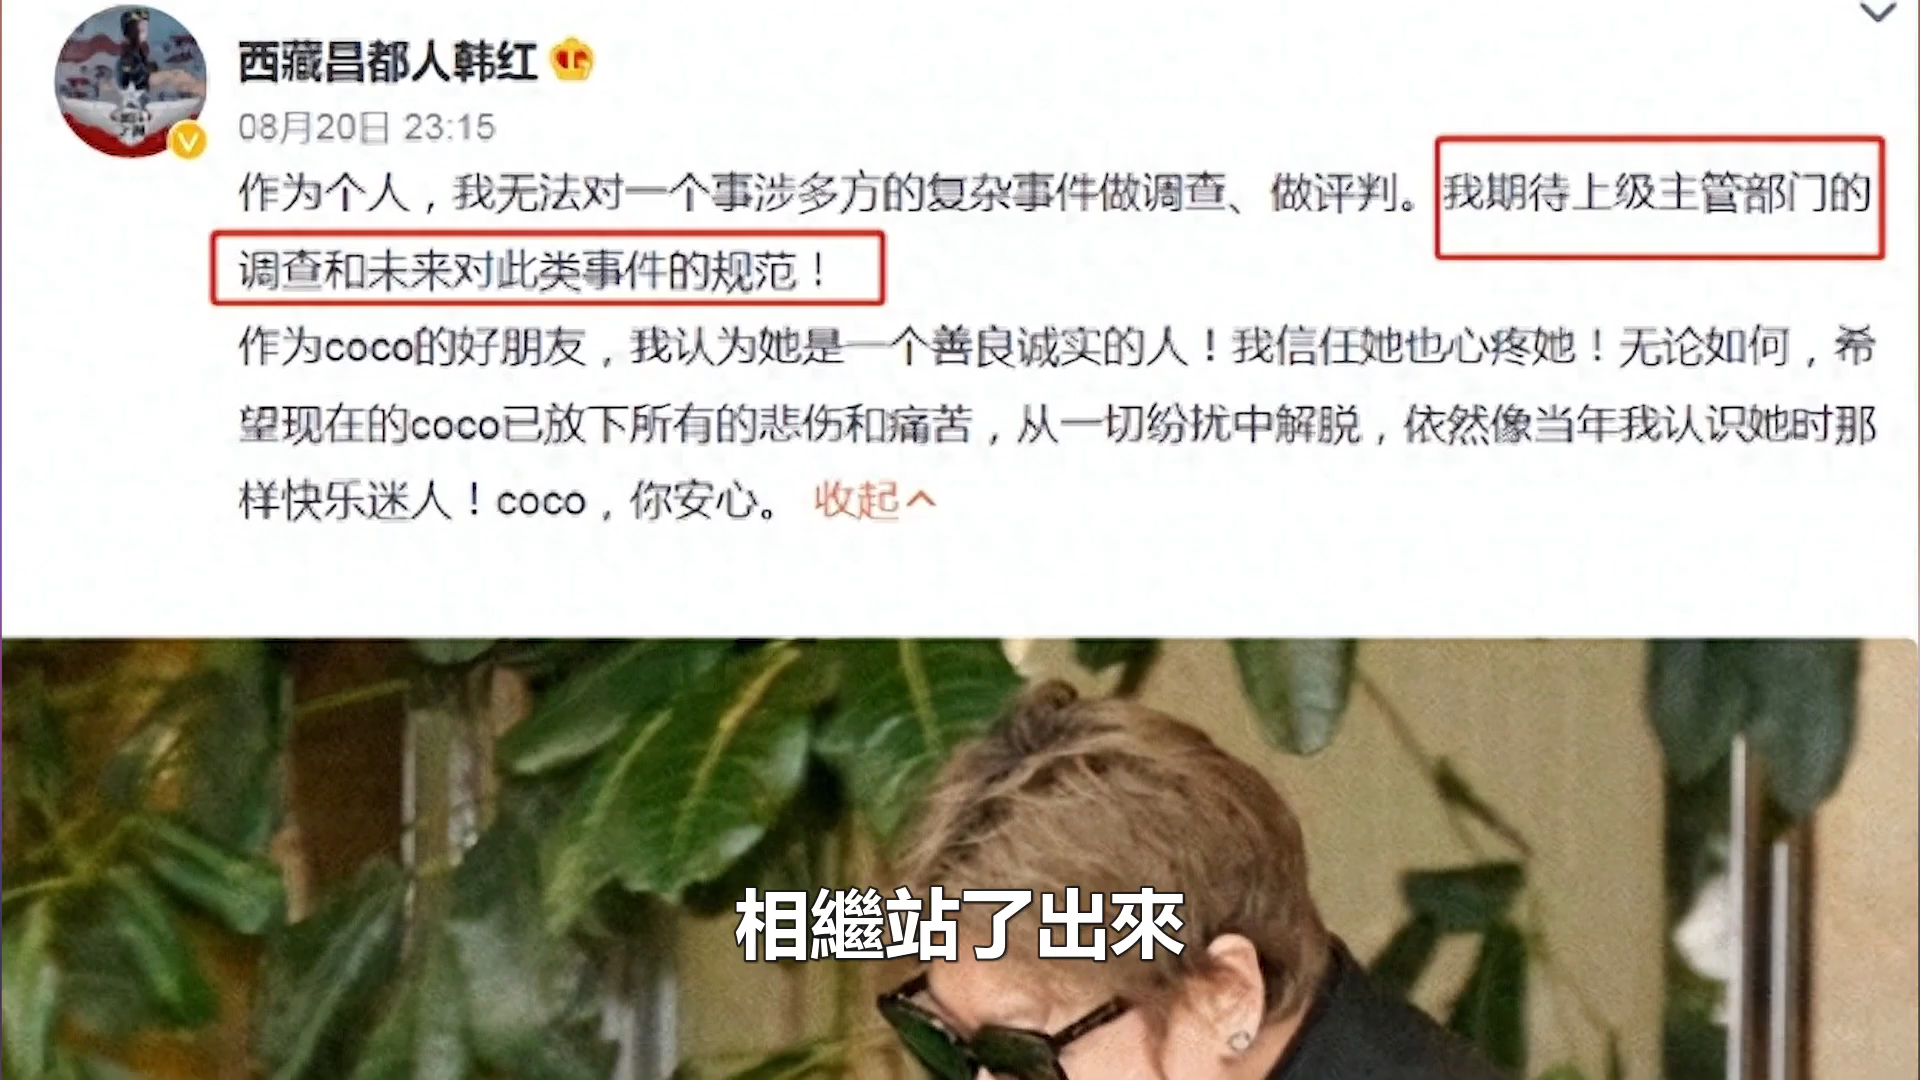 西藏昌都人韩红
08月20日 23:15
作为个人，我无法对一个事涉多方的复杂事件做调查、做评判。我期待上级主管部门的
调查和未来对此类事件的规范！
作为coco的好朋友，我认为她是一个善良诚实的人！我信任她也心疼她！无论如何，希
望现在的coco已放下所有的悲伤和痛苦，从一切纷扰中解脱，依然像当年我认识她时那
样快乐迷人！coco，你安心。 收起
相繼站了出來